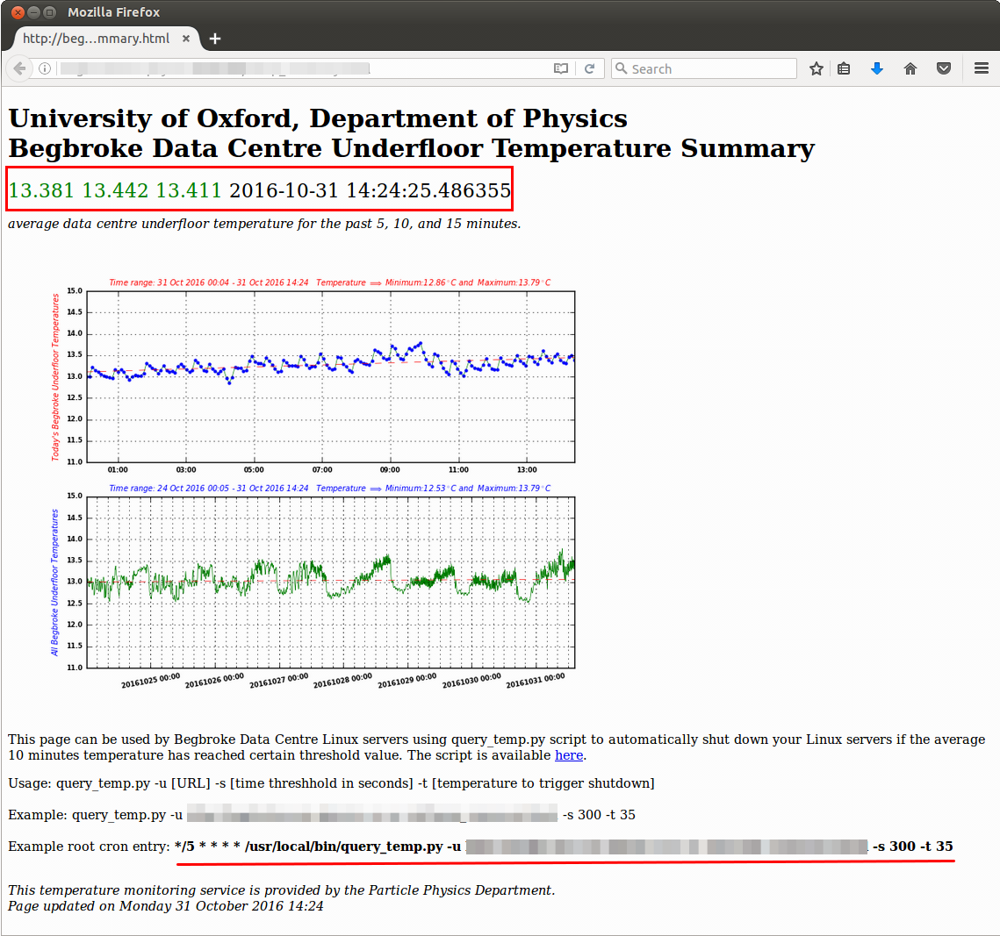 Mozilla Firefox
http://beg...mmary.html
Search
University of Oxford, Department of Physics
Begbroke Data Centre Underfloor Temperature Summary
13.381 13.442 13.411 2016-10-31 14:24:25.486355
average data centre underfloor temperature for the past 5, 10, and 15 minutes.
Time range: 31 Oct 2016 00:04 - 31 Oct 2016 14:24 Temperature ⟹ Minimum:12.86°C and Maximum:13.79°C
Today's Begbroke Underfloor Temperatures
15.0
14.5
14.0
13.5
13.0
12.5
12.0
11.5
11.0
01:00 03:00 05:00 07:00 09:00 11:00 13:00
Time range: 24 Oct 2016 00:05 - 31 Oct 2016 14:24 Temperature ⟹ Minimum:12.53°C and Maximum:13.79°C
All Begbroke Underfloor Temperatures
15.0
14.5
14.0
13.5
13.0
12.5
12.0
11.5
11.0
20161025 00:00 20161026 00:00 20161027 00:00 20161028 00:00 20161029 00:00 20161030 00:00 20161031 00:00
This page can be used by Begbroke Data Centre Linux servers using query_temp.py script to automatically shut down your Linux servers if the average
10 minutes temperature has reached certain threshold value. The script is available here.
Usage: query_temp.py -u [URL] -s [time threshhold in seconds] -t [temperature to trigger shutdown]
Example: query_temp.py -u -s 300 -t 35
Example root cron entry: */5 * * * * /usr/local/bin/query_temp.py -u -s 300 -t 35
This temperature monitoring service is provided by the Particle Physics Department.
Page updated on Monday 31 October 2016 14:24